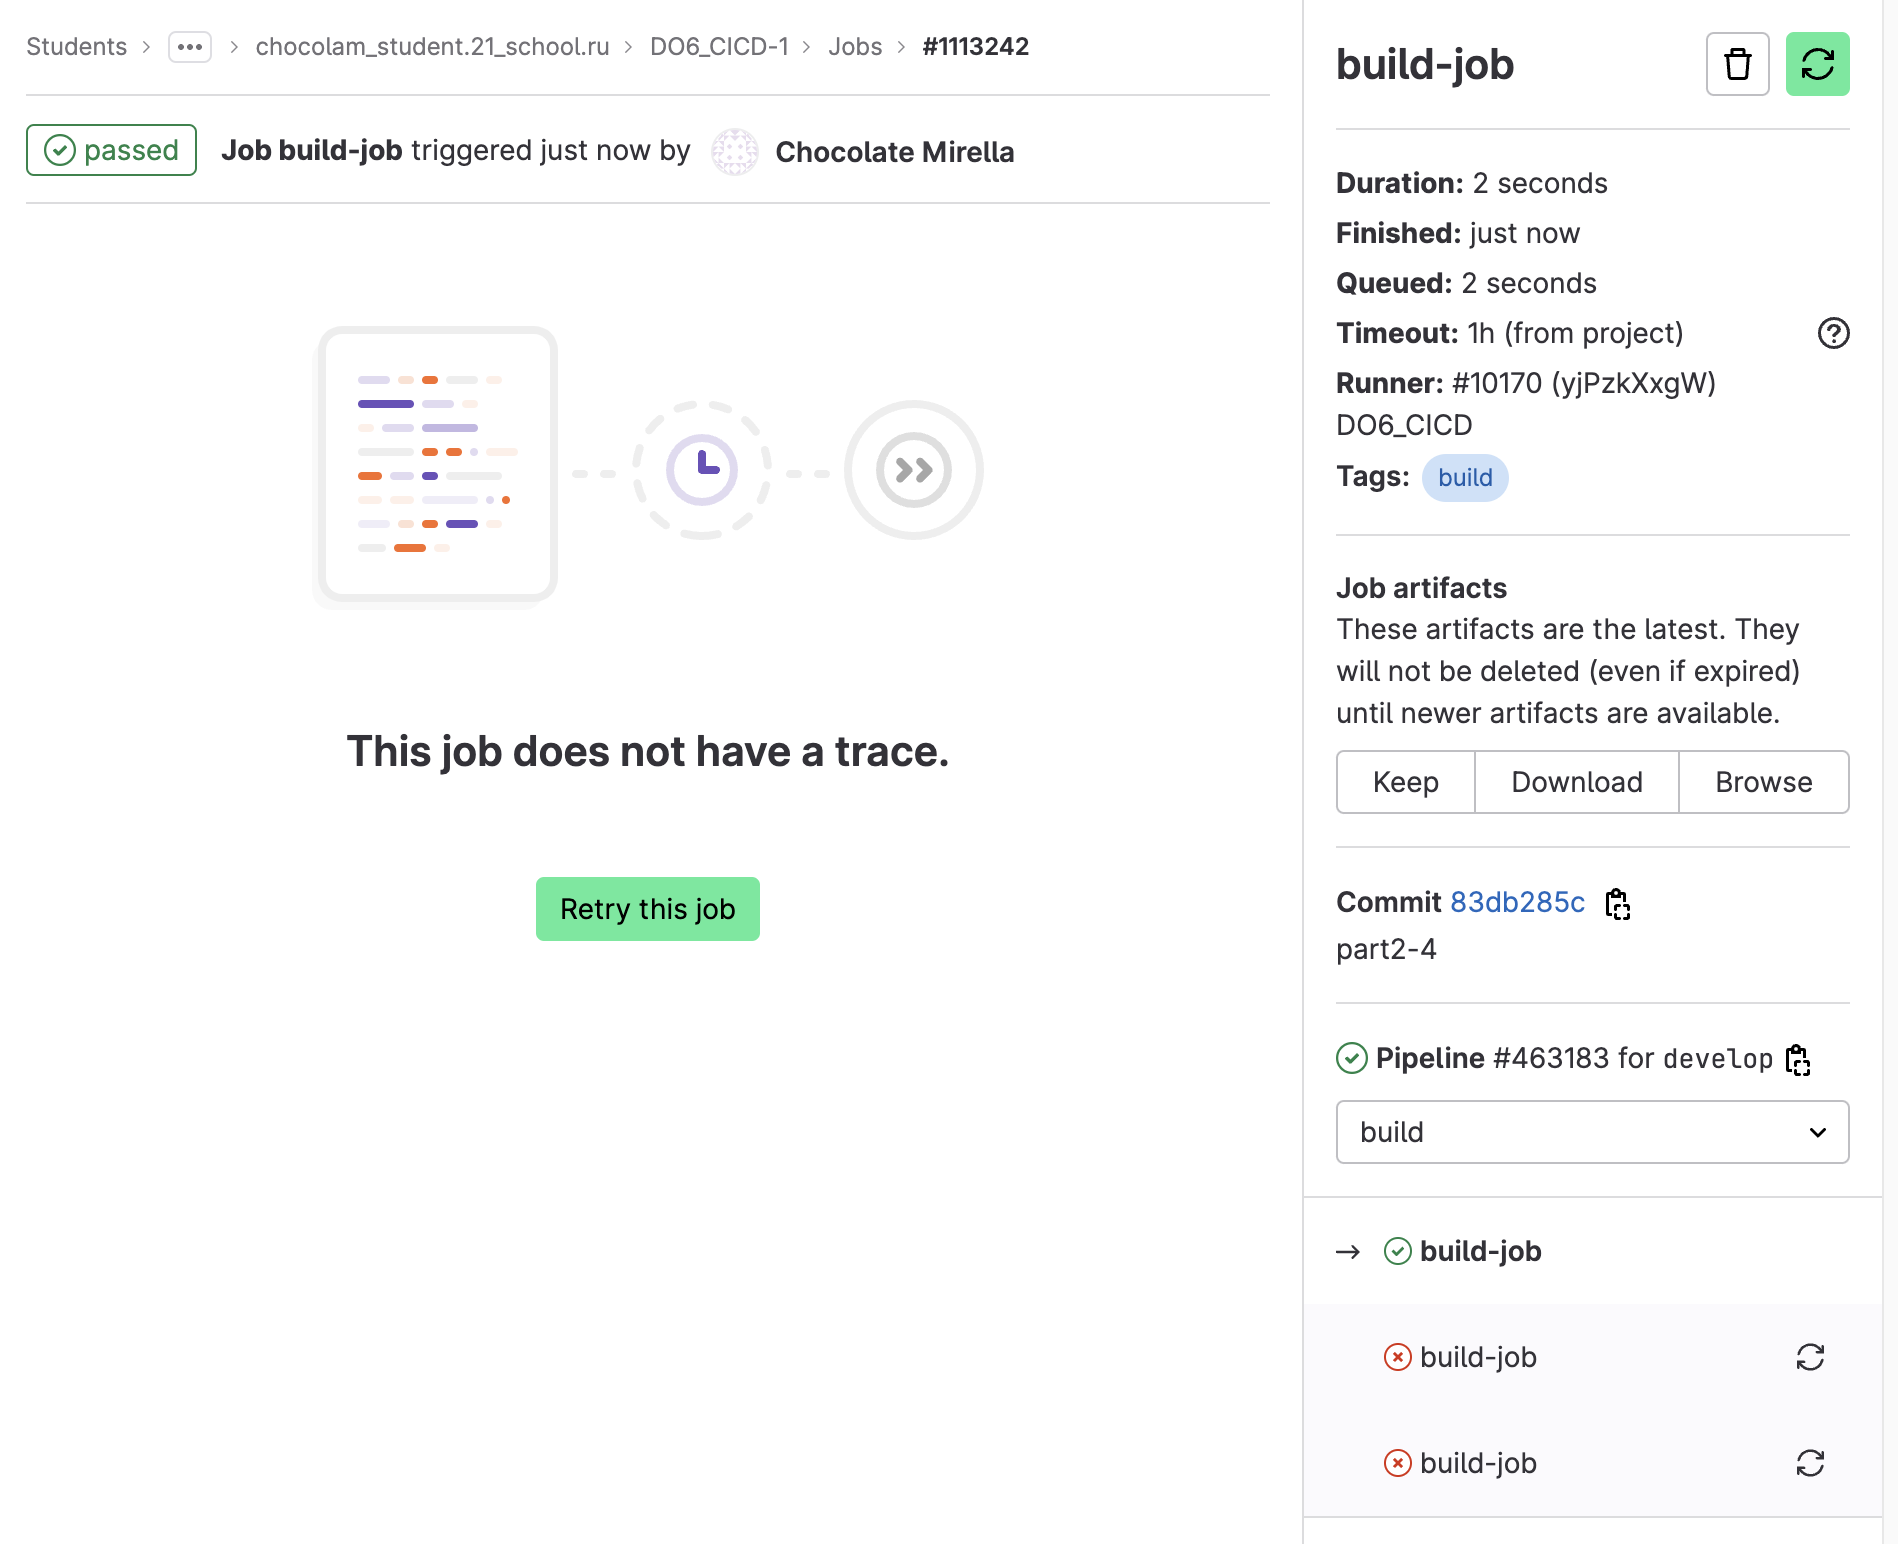 Students > ... > chocolam_student.21_school.ru > DO6_CICD-1 > Jobs > #1113242
passed Job build-job triggered just now by Chocolate Mirella
This job does not have a trace.
Retry this job
build-job
Duration: 2 seconds
Finished: just now
Queued: 2 seconds
Timeout: 1h (from project)
Runner: #10170 (yjPzkXxgW)
DO6_CICD
Tags: build
Job artifacts
These artifacts are the latest. They
will not be deleted (even if expired)
until newer artifacts are available.
Keep Download Browse
Commit 83db285c
part2-4
Pipeline #463183 for develop
build
build-job
build-job
build-job